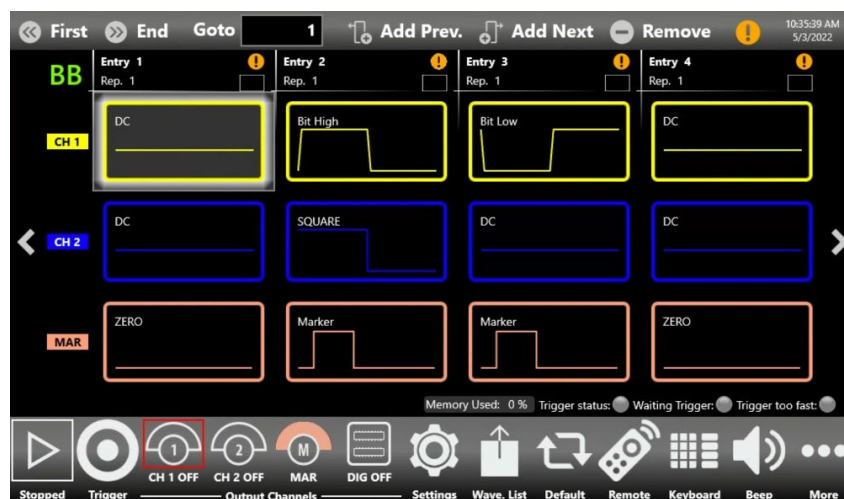 First End Goto 1 Add Prev. Add Next Remove 10:35:39 AM
5/3/2022
BB Entry 1 Entry 2 Entry 3 Entry 4
Rep. 1 Rep. 1 Rep. 1 Rep. 1
CH 1 DC Bit High Bit Low DC
CH 2 DC SQUARE DC DC
MAR ZERO Marker Marker ZERO
Memory Used: 0 % Trigger status: Waiting Trigger: Trigger too fast:
1 2 M
CH 1 OFF CH 2 OFF MAR DIG OFF
Stopped Trigger Output Channels Settings Wave. List Default Remote Keyboard Beep More